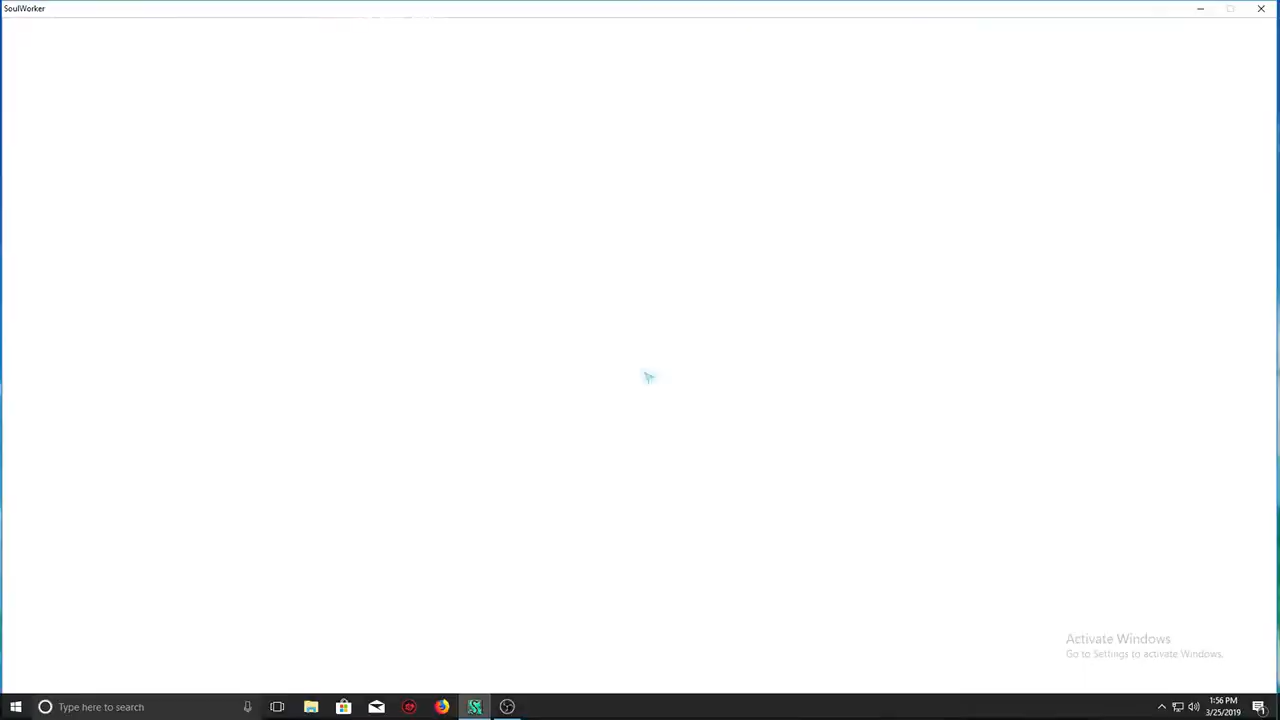 SoulWorker
Activate Windows
Go to Settings to activate Windows.
Type here to search
1:56 PM
3/25/2019